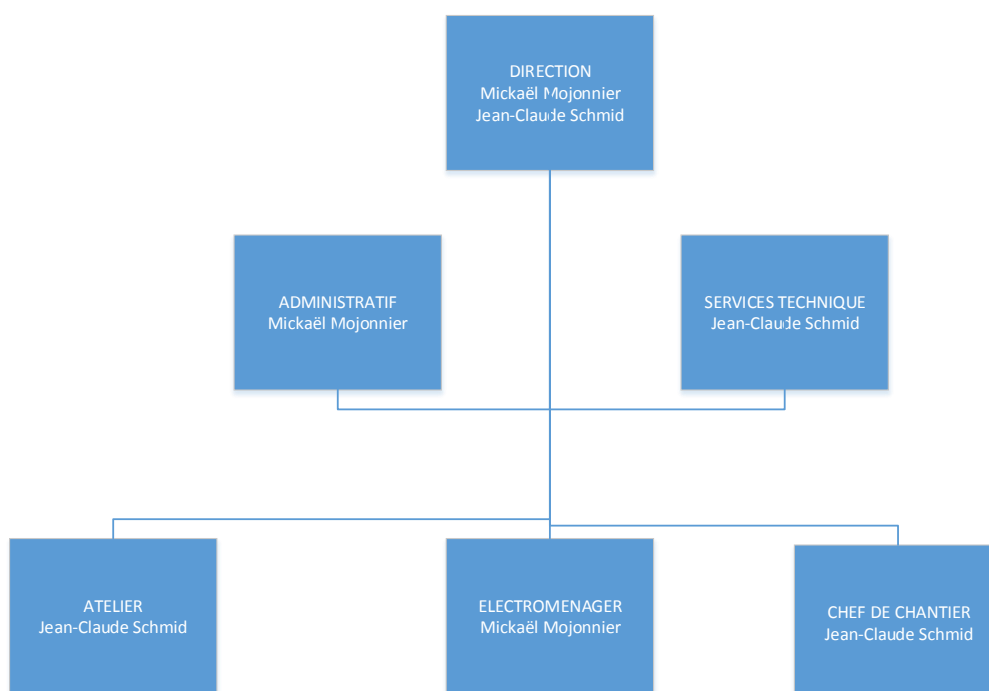 DIRECTION
Mickaël Mojonnier
Jean-Claude Schmid
ADMINISTRATIF
Mickaël Mojonnier
SERVICES TECHNIQUE
Jean-Claude Schmid
ATELIER
Jean-Claude Schmid
ELECTROMENAGER
Mickaël Mojonnier
CHEF DE CHANTIER
Jean-Claude Schmid